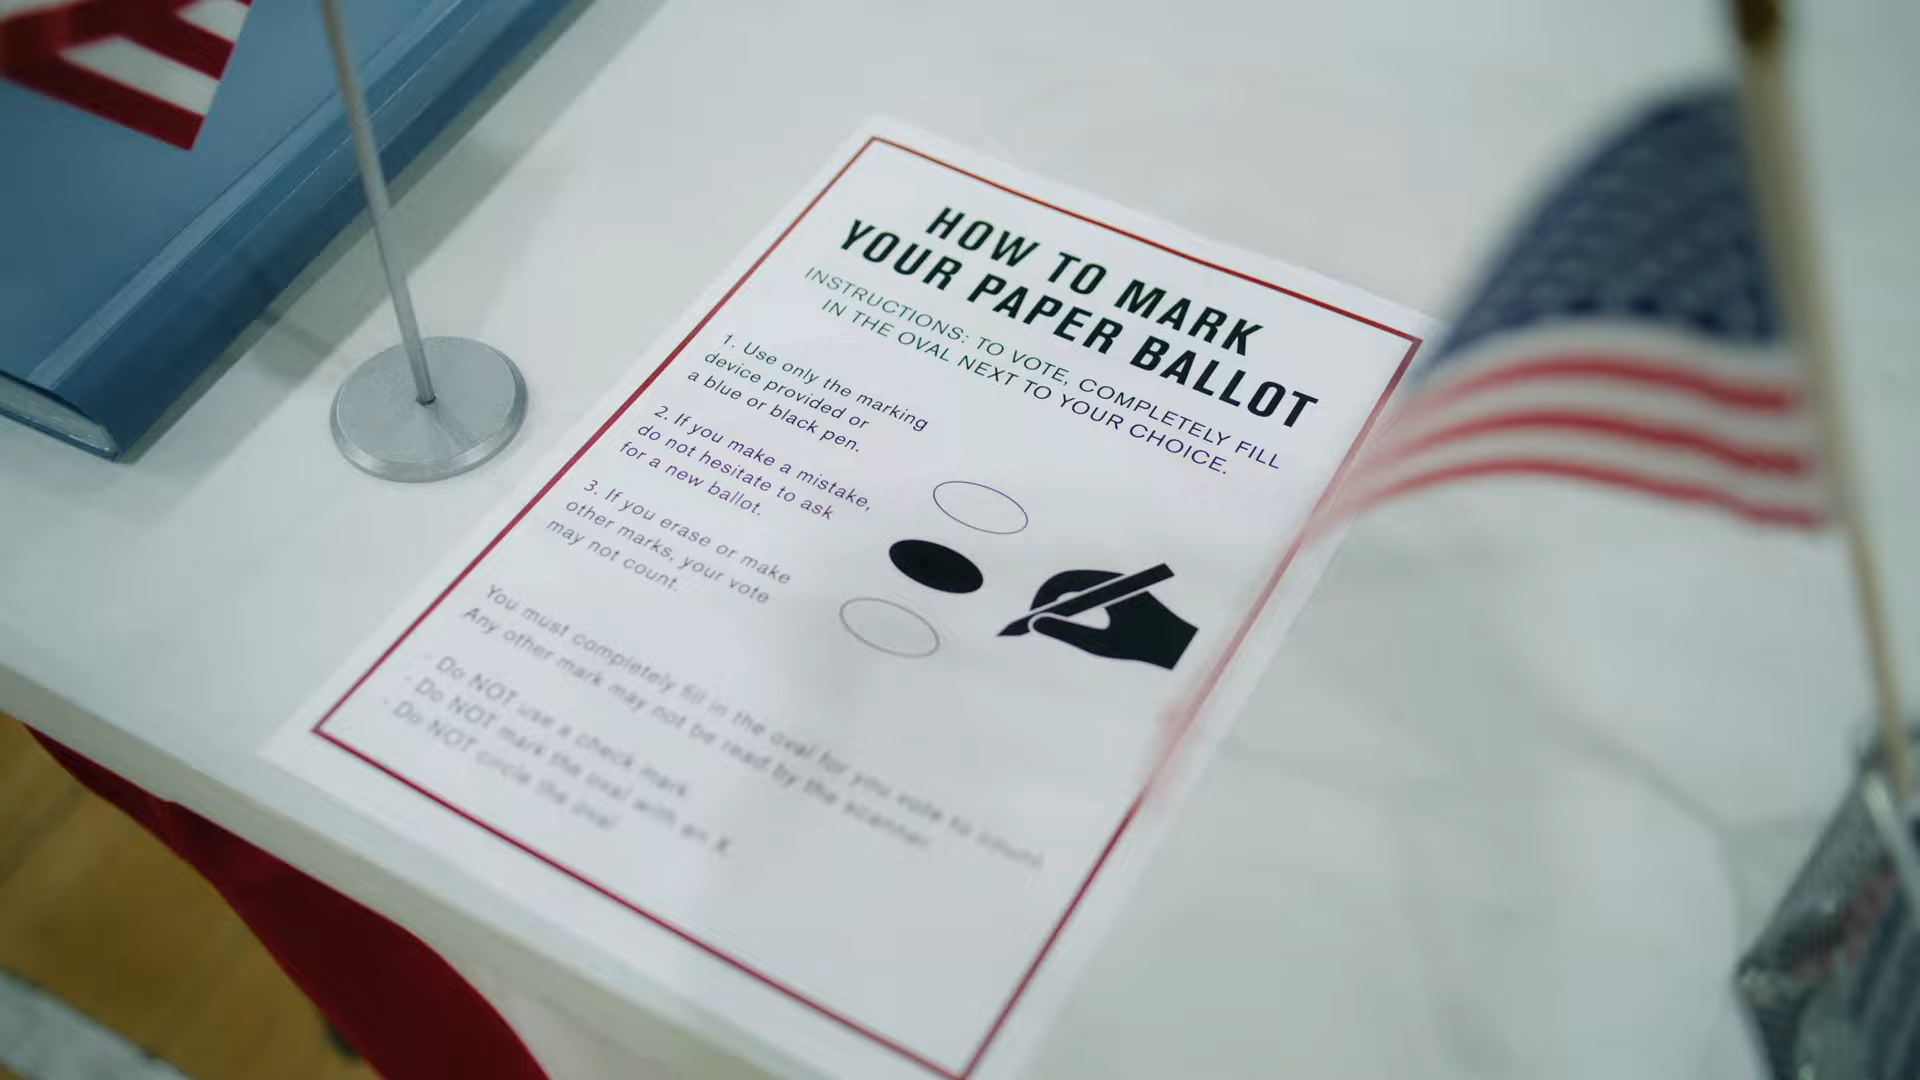 HOW TO MARK
YOUR PAPER BALLOT
INSTRUCTIONS: TO VOTE, COMPLETELY FILL
IN THE OVAL NEXT TO YOUR CHOICE.
1. Use only the marking
device provided or
a blue or black pen.
2. If you make a mistake,
do not hesitate to ask
for a new ballot.
3. If you erase or make
other marks, your vote
may not count.
You must completely fill in the oval for you vote to count.
Any other mark may not be read by the scanner.
- Do NOT use a check mark
- Do NOT mark the oval with an X.
- Do NOT circle the oval